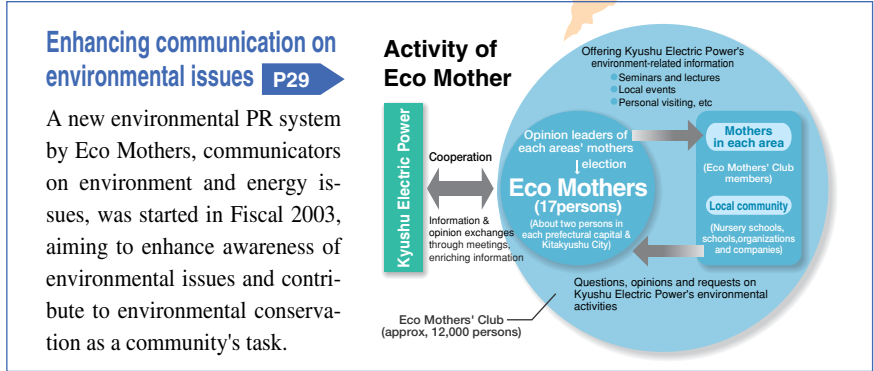 Enhancing communication on
environmental issues P29
A new environmental PR system
by Eco Mothers, communicators
on environment and energy is-
sues, was started in Fiscal 2003,
aiming to enhance awareness of
environmental issues and contri-
bute to environmental conserva-
tion as a community's task.
Activity of
Eco Mother
Kyushu Electric Power
Cooperation
Information &
opinion exchanges
through meetings,
enriching information
Offering Kyushu Electric Power's
environment-related information
Seminars and lectures
Local events
Personal visiting, etc
Opinion leaders of
each areas' mothers
election
Eco Mothers
(17persons)
(About two persons in
each prefectural capital &
Kitakyushu City)
Mothers
in each area
(Eco Mothers' Club
members)
Local community
(Nursery schools,
schools,organizations
and companies)
Questions, opinions and requests on
Kyushu Electric Power's environmental
activities
Eco Mothers' Club
(approx, 12,000 persons)